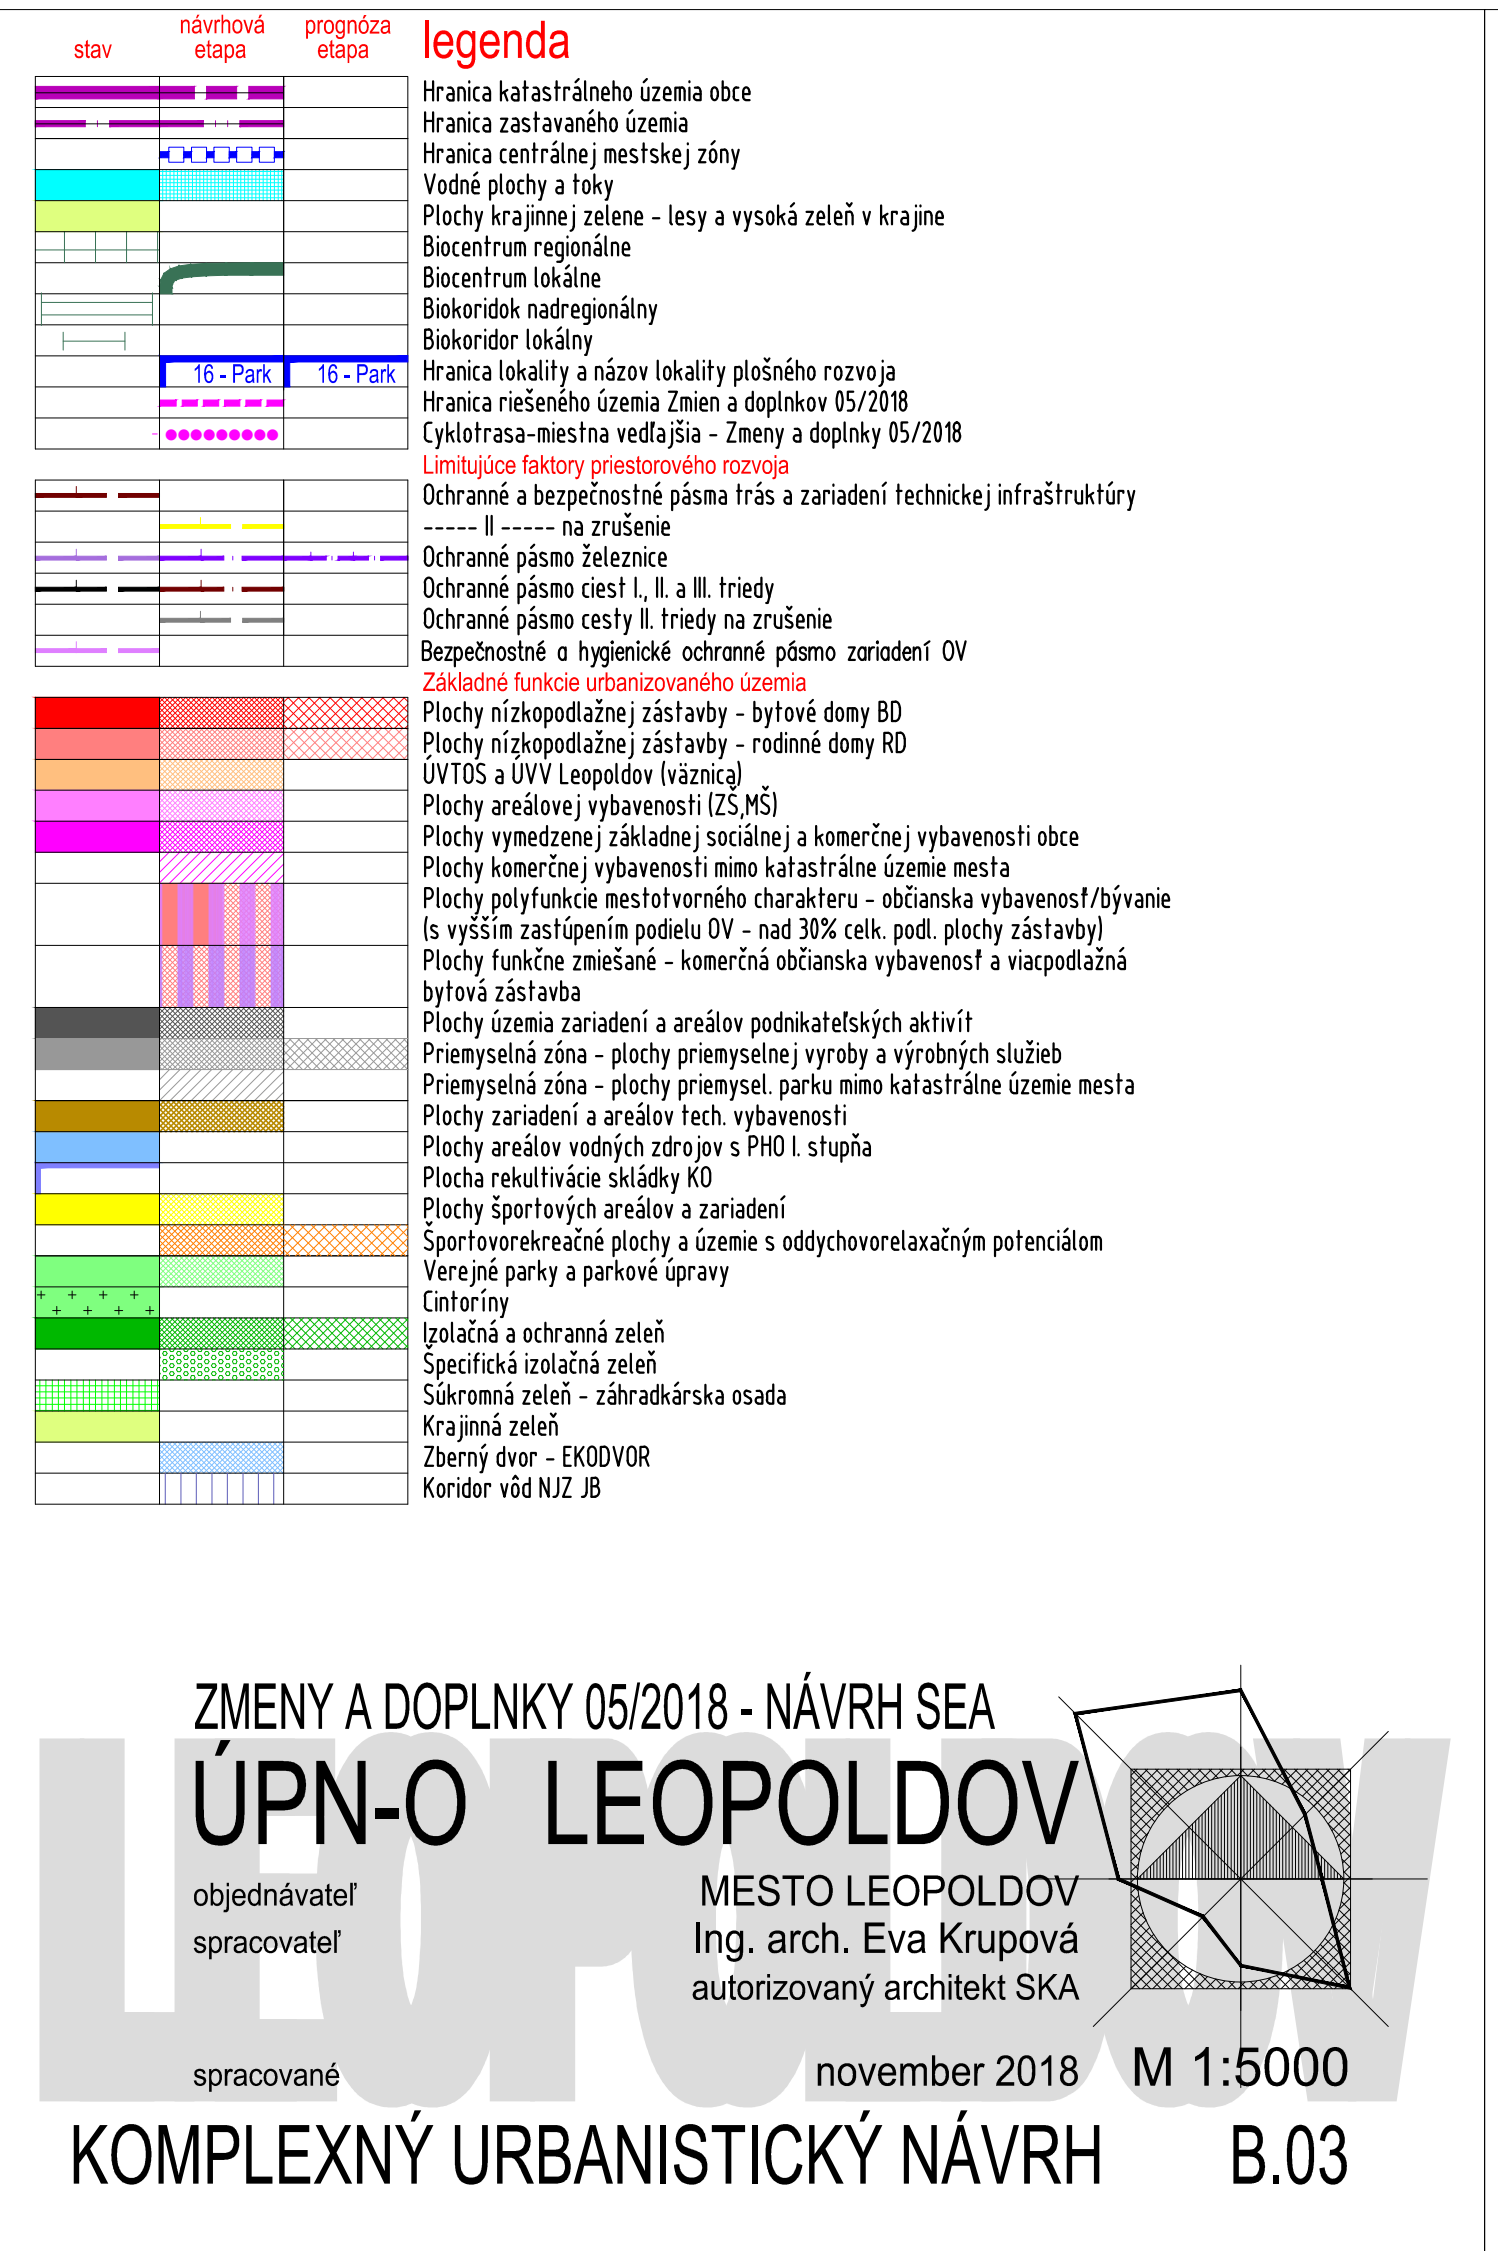 stav
návrhová
etapa
prognóza
etapa
legenda
Hranica katastrálneho územia obce
Hranica zastavaného územia
Hranica centrálnej mestskej zóny
Vodné plochy a toky
Plochy krajinnej zelene - lesy a vysoká zeleň v krajine
Biocentrum regionálne
Biocentrum lokálne
Biokoridok nadregionálny
Biokoridor lokálny
16 - Park 16 - Park Hranica lokality a názov lokality plošného rozvoja
Hranica riešeného územia Zmien a doplnkov 05/2018
Cyklotrasa-miestna vedľajšia - Zmeny a doplnky 05/2018
Limitujúce faktory priestorového rozvoja
Ochranné a bezpečnostné pásma trás a zariadení technickej infraštruktúry
----- II ----- na zrušenie
Ochranné pásmo železnice
Ochranné pásmo ciest I., II. a III. triedy
Ochranné pásmo cesty II. triedy na zrušenie
Bezpečnostné a hygienické ochranné pásmo zariadení OV
Základné funkcie urbanizovaného územia
Plochy nízkopodlažnej zástavby - bytové domy BD
Plochy nízkopodlažnej zástavby - rodinné domy RD
ÚVTOS a ÚVV Leopoldov (väznica)
Plochy areálovej vybavenosti (ZŠ,MŠ)
Plochy vymedzenej základnej sociálnej a komerčnej vybavenosti obce
Plochy komerčnej vybavenosti mimo katastrálne územie mesta
Plochy polyfunkcie mestotvorného charakteru - občianska vybavenosť/bývanie
(s vyšším zastúpením podielu OV - nad 30% celk. podl. plochy zástavby)
Plochy funkčne zmiešané - komerčná občianska vybavenosť a viacpodlažná
bytová zástavba
Plochy územia zariadení a areálov podnikateľských aktivít
Priemyselná zóna - plochy priemyselnej vyroby a výrobných služieb
Priemyselná zóna - plochy priemysel. parku mimo katastrálne územie mesta
Plochy zariadení a areálov tech. vybavenosti
Plochy areálov vodných zdrojov s PHO I. stupňa
Plocha rekultivácie skládky KO
Plochy športových areálov a zariadení
Športovorekreačné plochy a územie s oddychovorelaxačným potenciálom
Verejné parky a parkové úpravy
Cintoríny
Izolačná a ochranná zeleň
Špecifická izolačná zeleň
Súkromná zeleň - záhradkárska osada
Krajinná zeleň
Zberný dvor - EKODVOR
Koridor vôd NJZ JB
ZMENY A DOPLNKY 05/2018 - NÁVRH SEA
LEOPOLDOV
ÚPN-O LEOPOLDOV
objednávateľ MESTO LEOPOLDOV
spracovateľ Ing. arch. Eva Krupová
autorizovaný architekt SKA
spracované november 2018 M 1:5000
KOMPLEXNÝ URBANISTICKÝ NÁVRH B.03